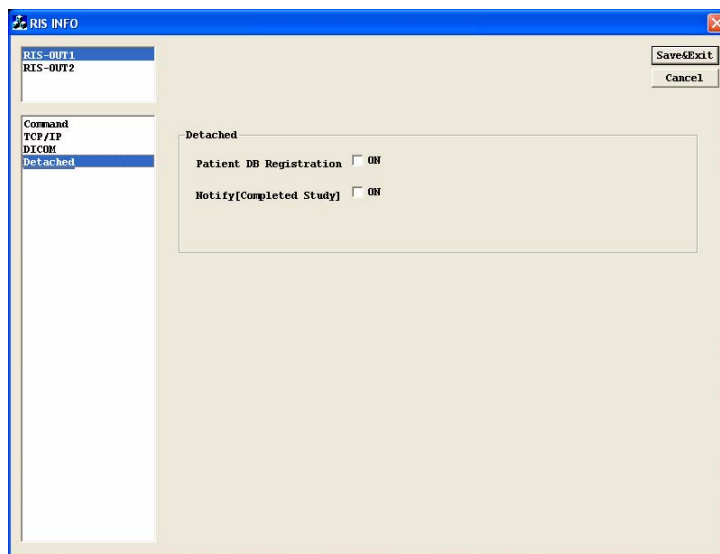 RIS INFO
RIS-OUT1
RIS-OUT2
Save&Exit
Cancel
Command
TCP/IP
DICOM
Detached
Detached
Patient DB Registration ON
Notify[Completed Study] ON